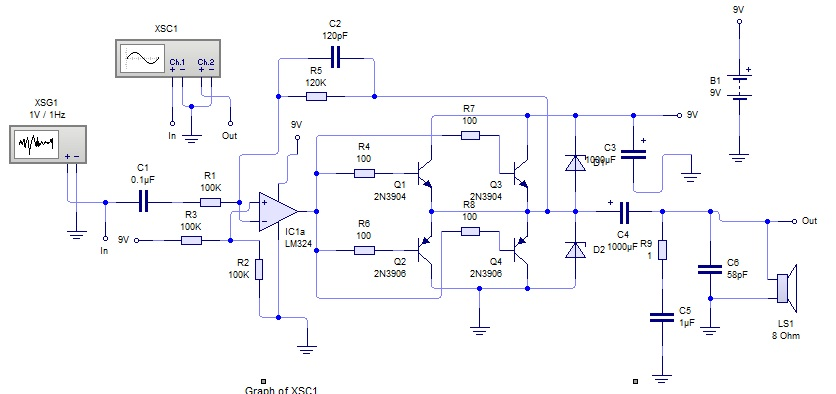 9V
C2
120pF
XSC1
Ch.1
Ch.2
+ -
+ -
R5
120K
B1
9V
+
XSG1
1V / 1Hz
+ -
In
Out
9V
R7
100
9V
R4
100
C3
1000µF
+
D1
Q1
2N3904
Q3
2N3904
C1
0.1µF
R1
100K
R3
100K
9V
In
+
-
IC1a
LM324
R8
100
R6
100
+
C4
1000µF
Out
R2
100K
Q2
2N3906
Q4
2N3906
D2
R9
1
C6
58pF
C5
1µF
LS1
8 Ohm
Graph of XSC1